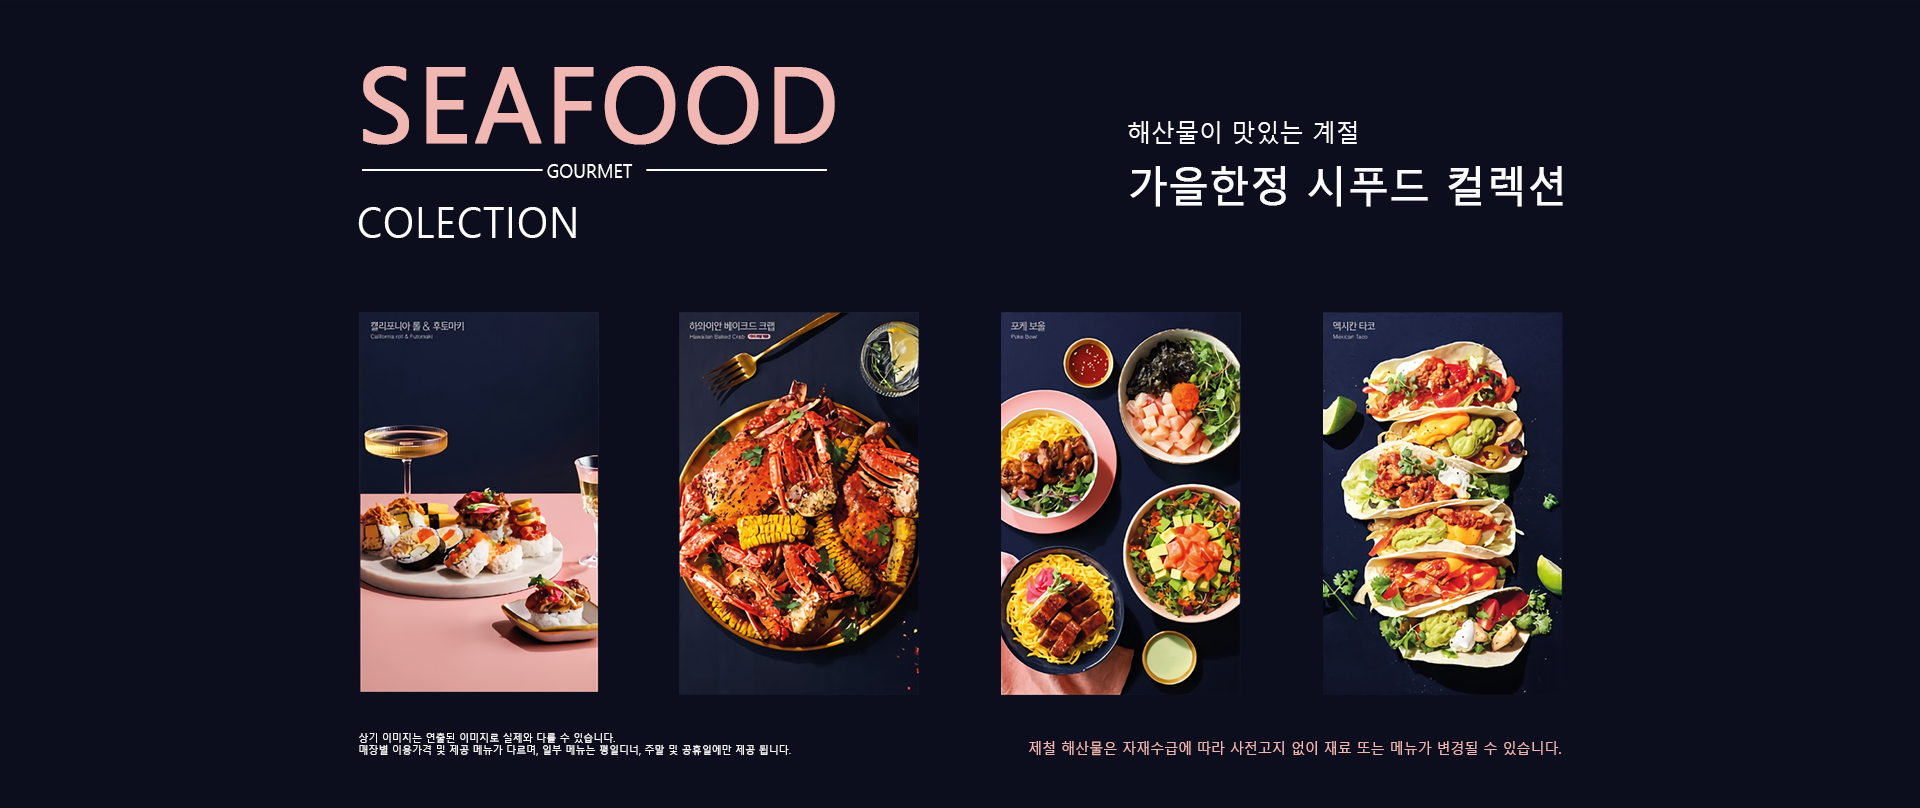 SEAFOOD
GOURMET
COLECTION
해산물이 맛있는 계절
가을한정 시푸드 컬렉션
캘리포니아 롤 & 후토마키
California roll & Futomaki
하와이안 베이크드 크랩
Hawaiian Baked Crab
포케 보울
Poke Bowl
멕시칸 타코
Mexican Taco
상기 이미지는 연출된 이미지로 실제와 다를 수 있습니다.
매장별 이용가격 및 제공 메뉴가 다르며, 일부 메뉴는 평일디너, 주말 및 공휴일에만 제공 됩니다.
제철 해산물은 자재수급에 따라 사전고지 없이 재료 또는 메뉴가 변경될 수 있습니다.